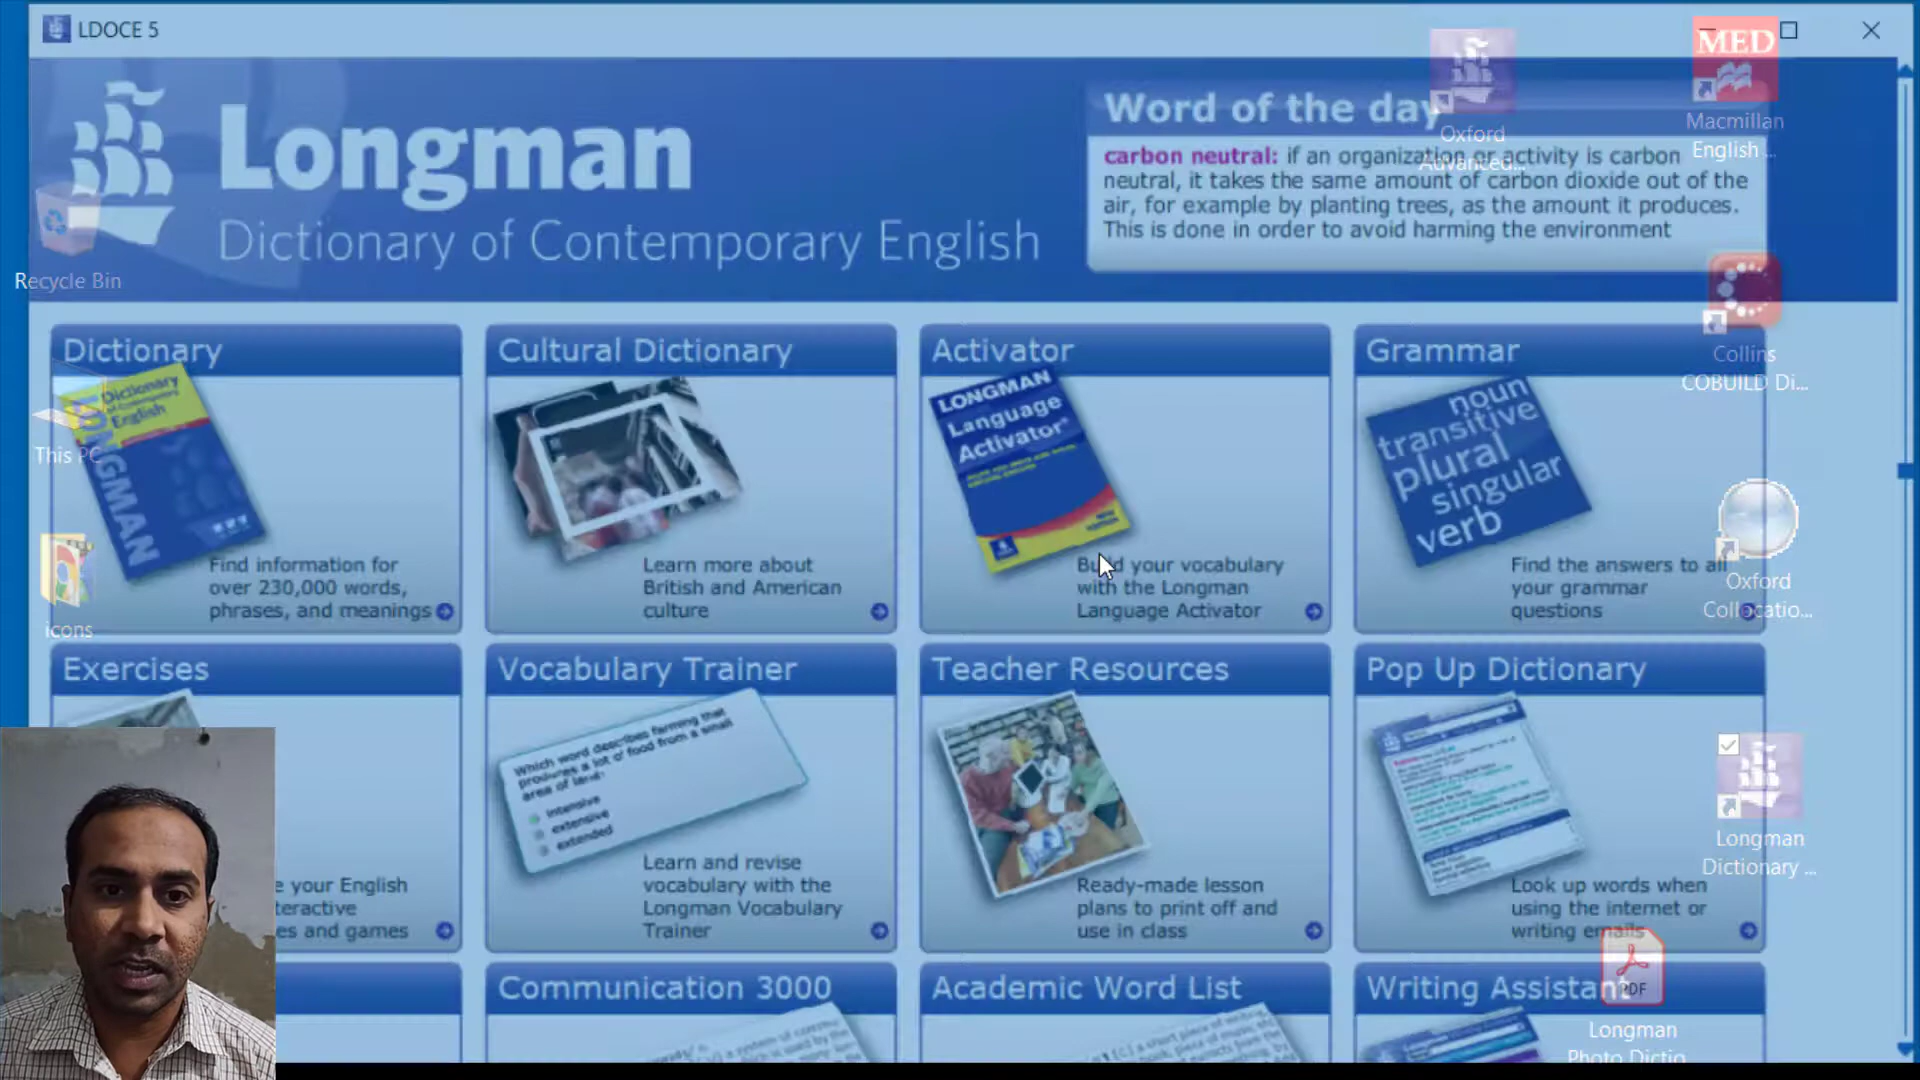 LDOCE 5
Longman
Dictionary of Contemporary English
Word of the day
carbon neutral: if an organization or activity is carbon
neutral, it takes the same amount of carbon dioxide out of the
air, for example by planting trees, as the amount it produces.
This is done in order to avoid harming the environment
Oxford
Advanced...
MED
Macmillan
English ...
Recycle Bin
Collins
COBUILD Di...
Dictionary
Dictionary
of Contemporary
English
LONGMAN
Find information for
over 230,000 words,
phrases, and meanings
Cultural Dictionary
Learn more about
British and American
culture
Activator
LONGMAN
Language
Activator
Build your vocabulary
with the Longman
Language Activator
Grammar
noun
transitive
plural
singular
verb
Find the answers to all
your grammar
questions
This PC
icons
Oxford
Collocatio...
Exercises
e your English
teractive
es and games
Vocabulary Trainer
Which word describes farming that
produces a lot of food from a small
area of land?
intensive
extensive
extended
Learn and revise
vocabulary with the
Longman Vocabulary
Trainer
Teacher Resources
Ready-made lesson
plans to print off and
use in class
Pop Up Dictionary
Look up words when
using the internet or
writing emails
Longman
Dictionary ...
Communication 3000
Academic Word List
Writing Assistant
PDF
Longman
Photo Dictio